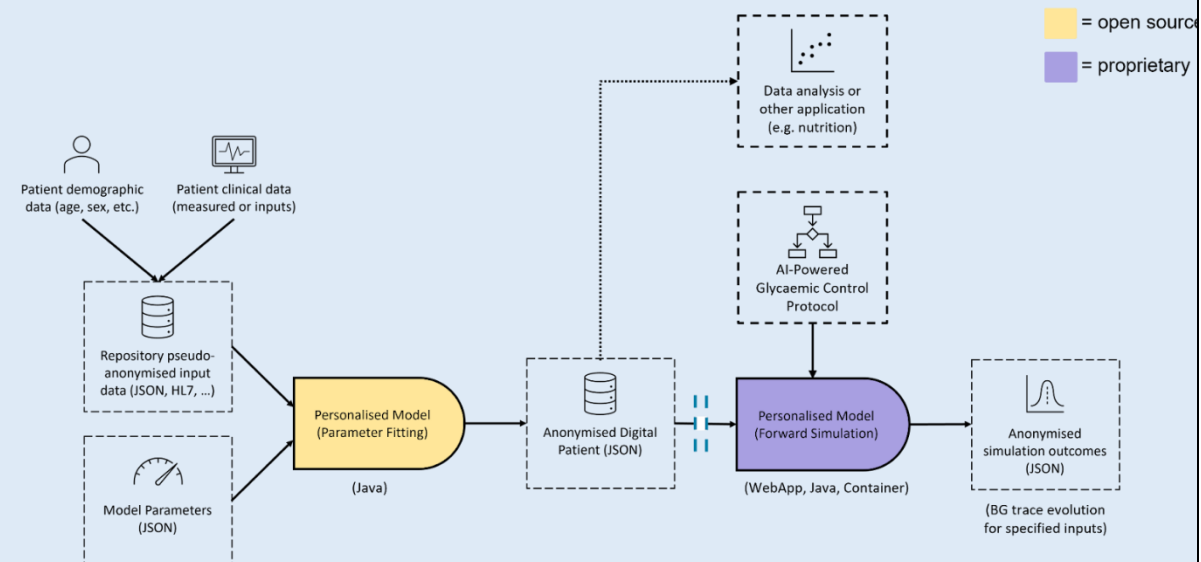 = open source
= proprietary
Data analysis or
other application
(e.g. nutrition)
Patient demographic
data (age, sex, etc.)
Patient clinical data
(measured or inputs)
AI-Powered
Glycaemic Control
Protocol
Repository pseudo-
anonymised input
data (JSON, HL7, ...)
Personalised Model
(Parameter Fitting)
(Java)
Anonymised Digital
Patient (JSON)
Personalised Model
(Forward Simulation)
(WebApp, Java, Container)
Anonymised
simulation outcomes
(JSON)
(BG trace evolution
for specified inputs)
Model Parameters
(JSON)